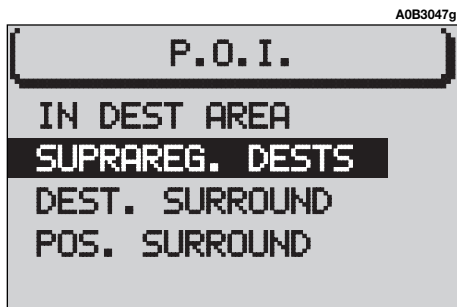 A0B3047g
P.O.I.
IN DEST AREA
SUPRAREG. DESTS
DEST. SURROUND
POS. SURROUND